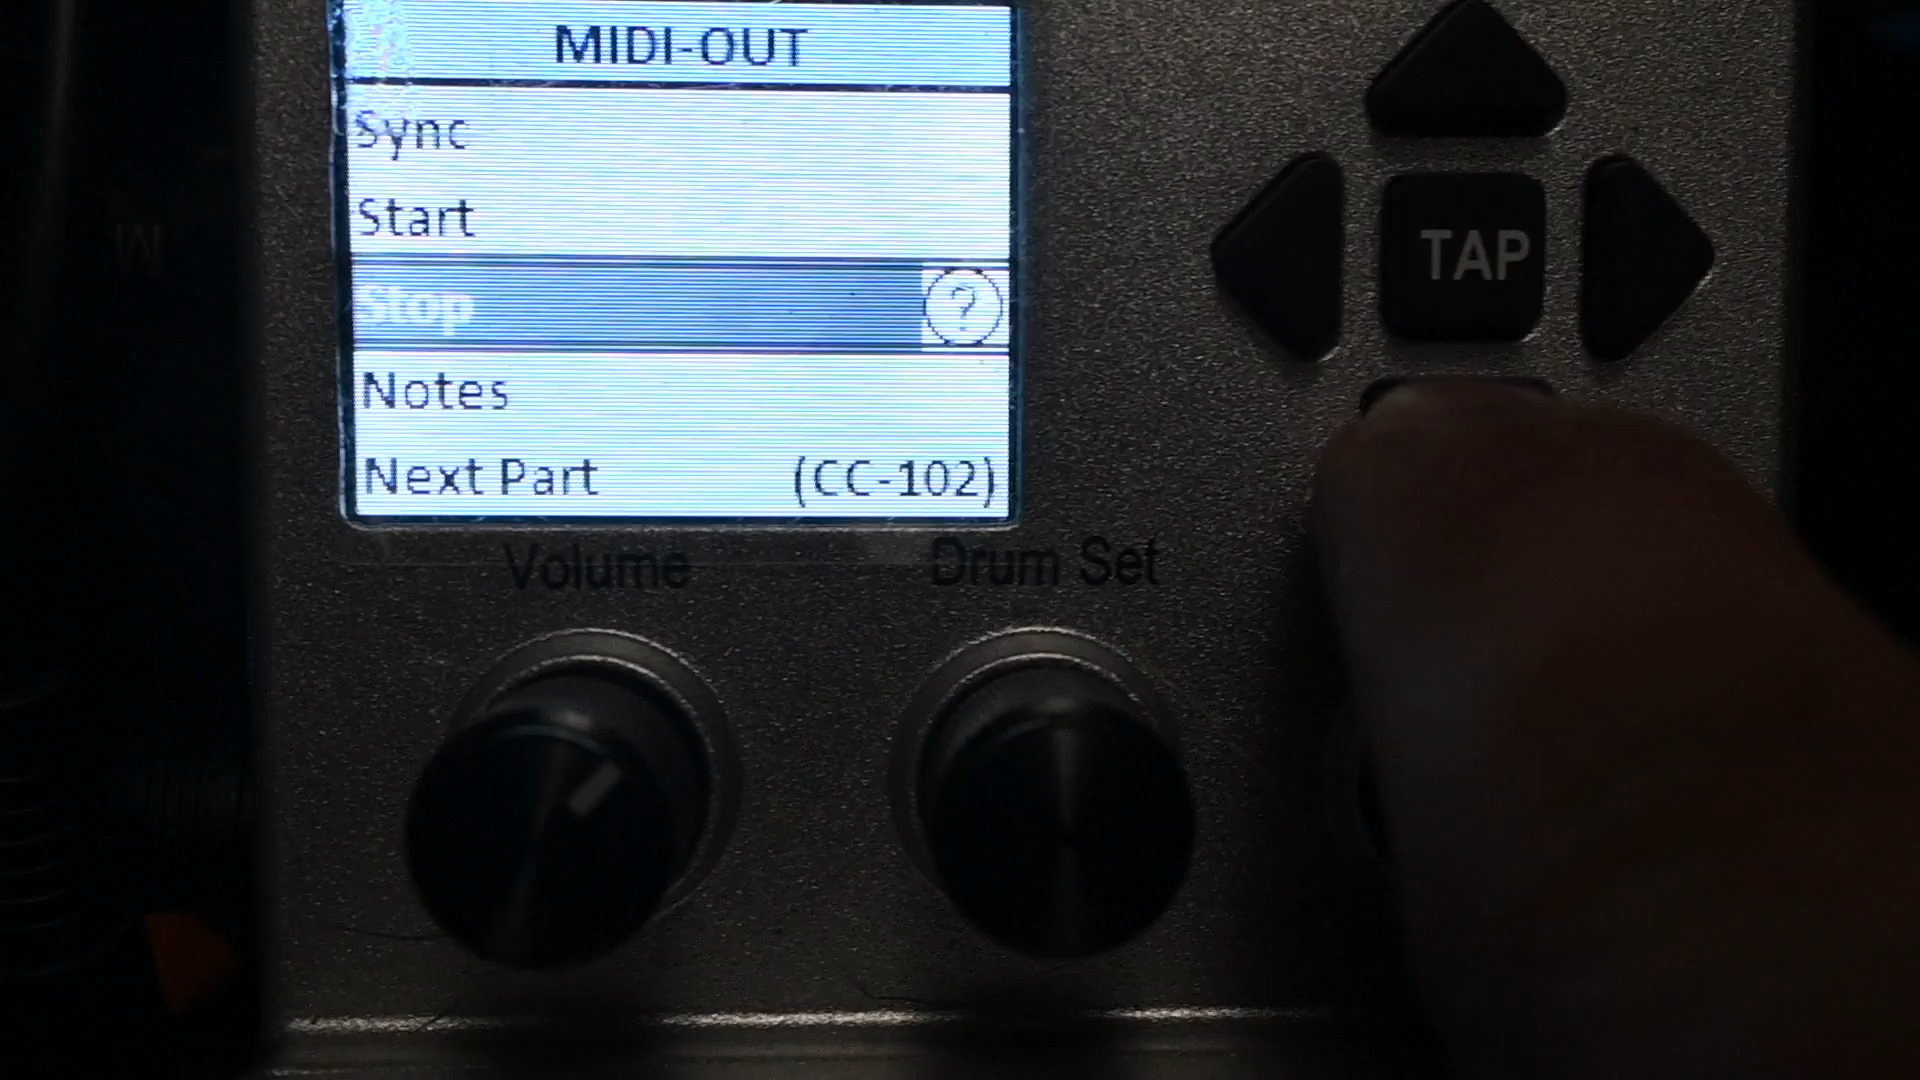 MIDI-OUT
Sync
Start
Stop ?
Notes
Next Part (CC-102)
TAP
Volume Drum Set